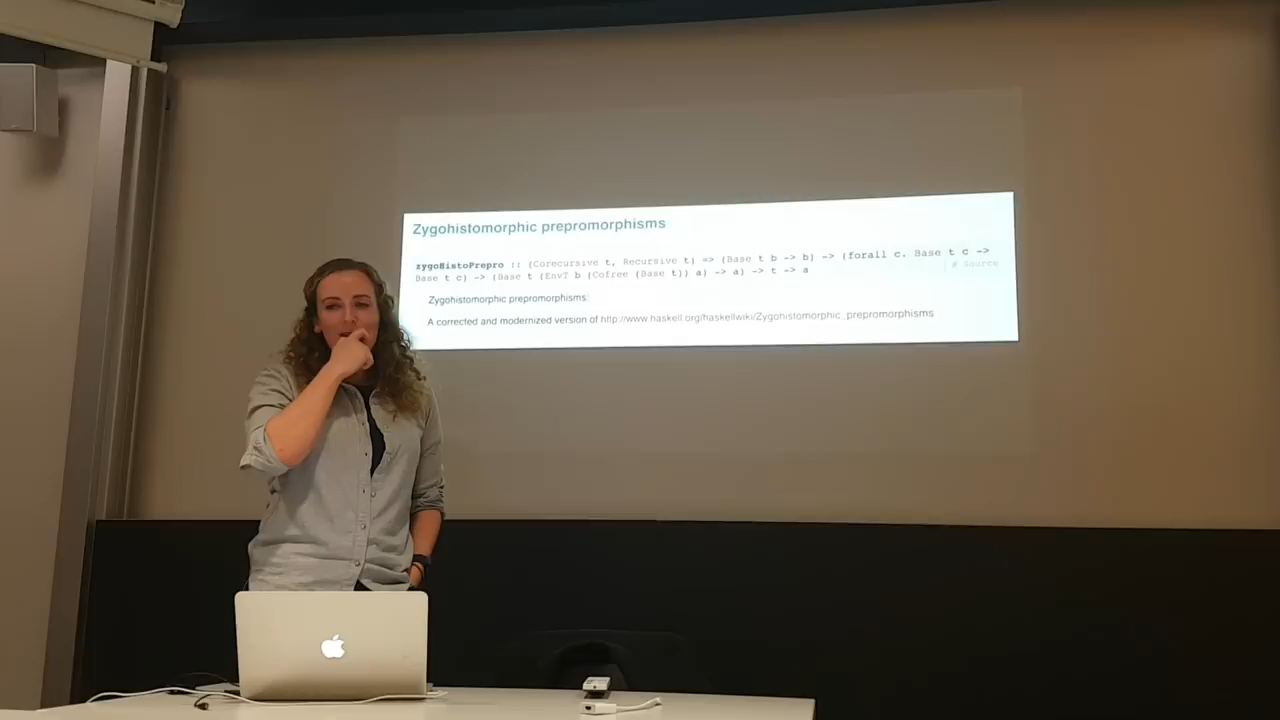 Zygohistomorphic prepromorphisms
zygoHistoPrepro :: (Corecursive t, Recursive t) => (Base t b -> b) -> (forall c. Base t c ->
Base t c) -> (Base t (EnvT b (Cofree (Base t)) a) -> a) -> t -> a
# Source
Zygohistomorphic prepromorphisms:
A corrected and modernized version of http://www.haskell.org/haskellwiki/Zygohistomorphic_prepromorphisms